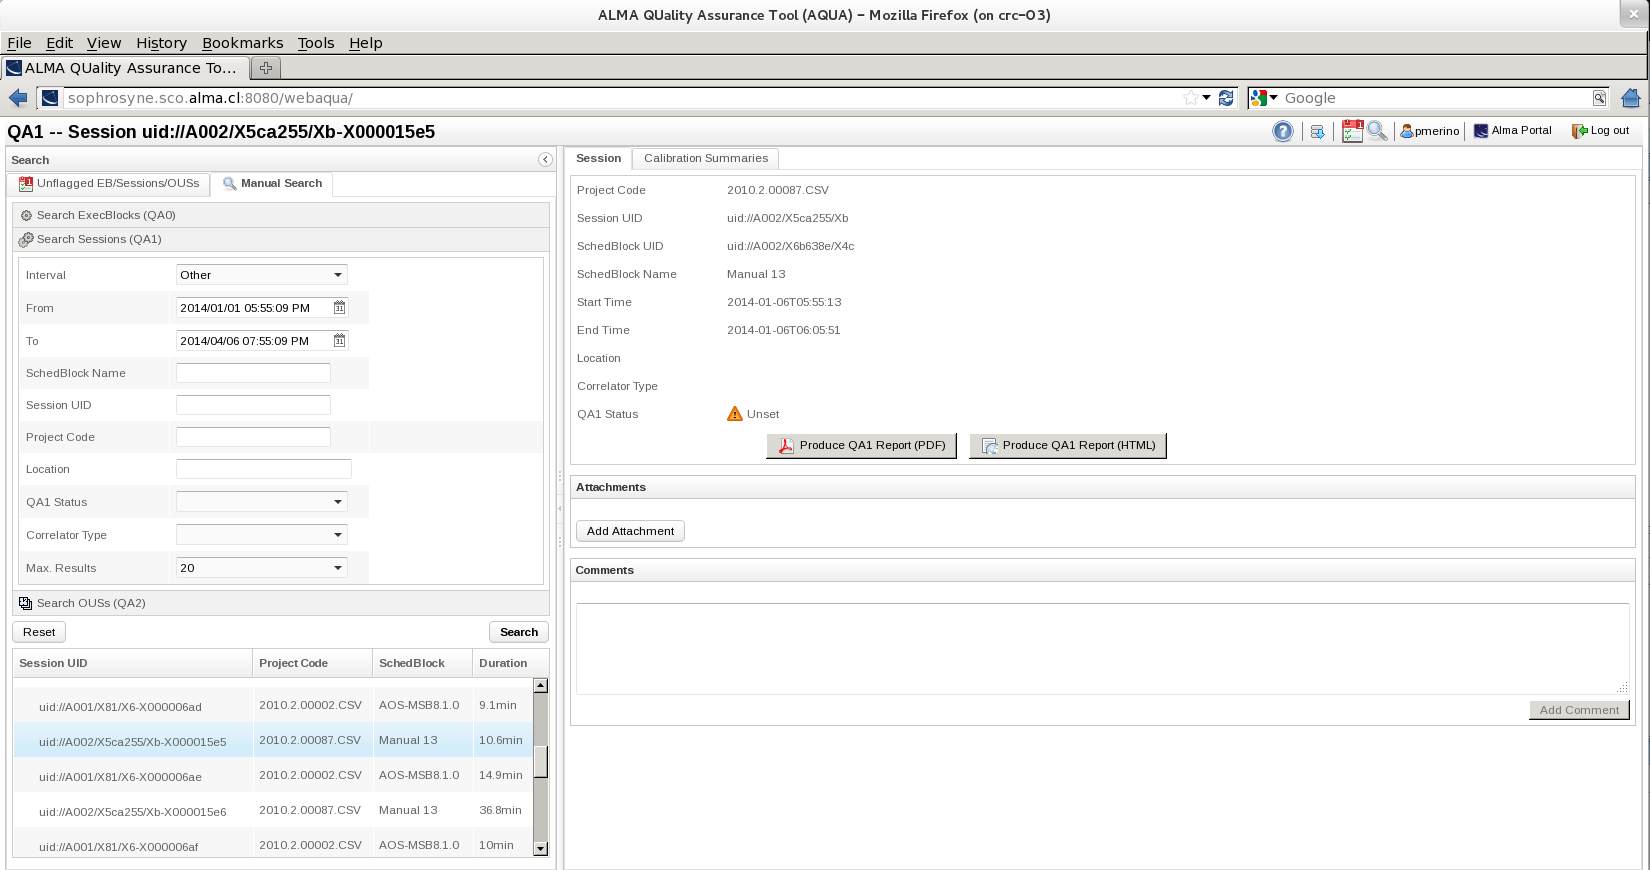 ALMA QUality Assurance Tool (AQUA) – Mozilla Firefox (on crc-03)
File Edit View History Bookmarks Tools Help
ALMA QUality Assurance To...
sophrosyne.sco.alma.cl:8080/webaqua/ Google
QA1 -- Session uid://A002/X5ca255/Xb-X000015e5
pmerino Alma Portal Log out
Search
Unflagged EB/Sessions/OUSs Manual Search
Search ExecBlocks (QA0)
Search Sessions (QA1)
Interval Other
From 2014/01/01 05:55:09 PM
To 2014/04/06 07:55:09 PM
SchedBlock Name
Session UID
Project Code
Location
QA1 Status
Correlator Type
Max. Results 20
Search OUSs (QA2)
Reset Search
Session UID Project Code SchedBlock Duration
uid://A001/X81/X6-X000006ad 2010.2.00002.CSV AOS-MSB8.1.0 9.1min
uid://A002/X5ca255/Xb-X000015e5 2010.2.00087.CSV Manual 13 10.6min
uid://A001/X81/X6-X000006ae 2010.2.00002.CSV AOS-MSB8.1.0 14.9min
uid://A002/X5ca255/Xb-X000015e6 2010.2.00087.CSV Manual 13 36.8min
uid://A001/X81/X6-X000006af 2010.2.00002.CSV AOS-MSB8.1.0 10min
Session Calibration Summaries
Project Code 2010.2.00087.CSV
Session UID uid://A002/X5ca255/Xb
SchedBlock UID uid://A002/X6b638e/X4c
SchedBlock Name Manual 13
Start Time 2014-01-06T05:55:13
End Time 2014-01-06T06:05:51
Location
Correlator Type
QA1 Status Unset
Produce QA1 Report (PDF) Produce QA1 Report (HTML)
Attachments
Add Attachment
Comments
Add Comment